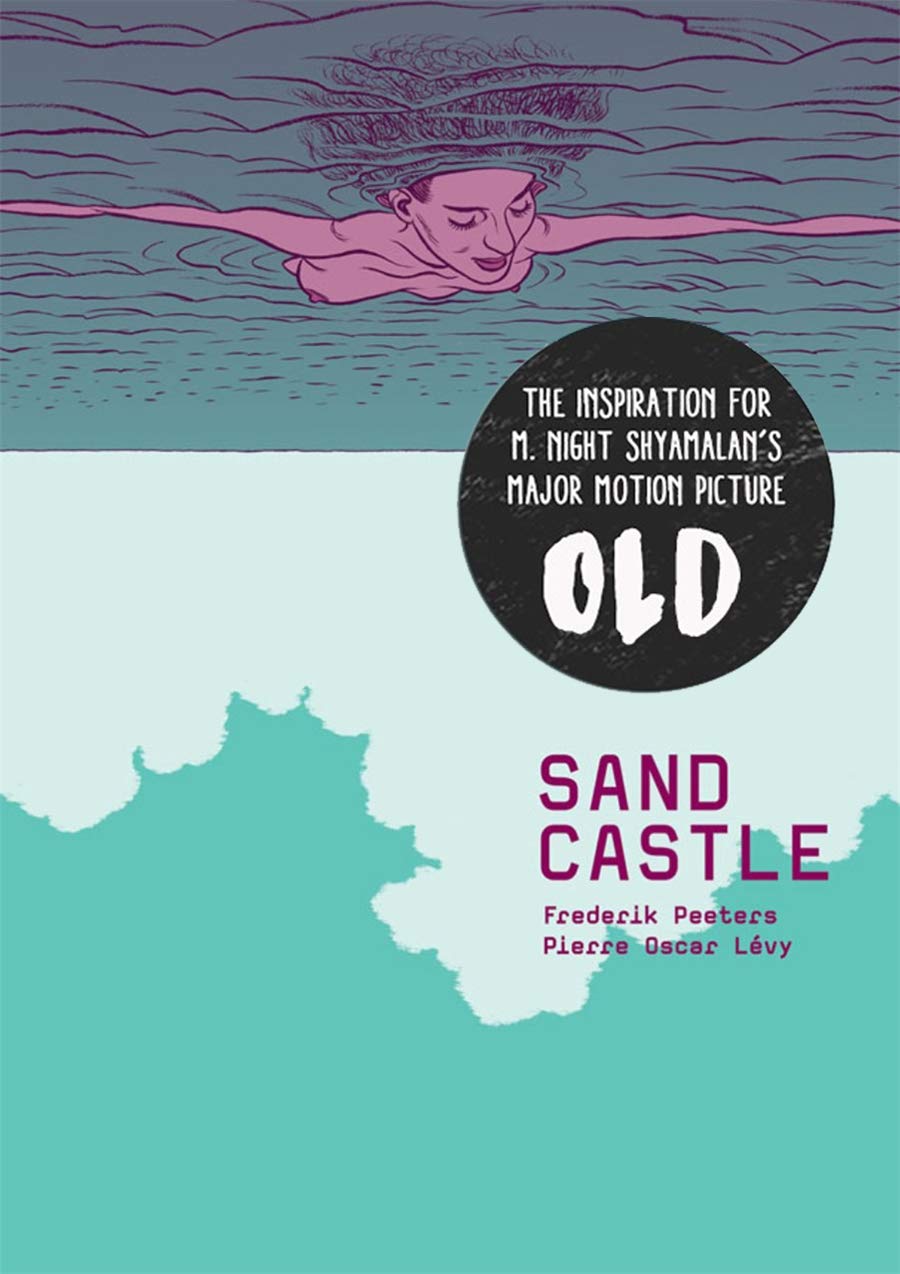 THE INSPIRATION FOR
M. NIGHT SHYAMALAN'S
MAJOR MOTION PICTURE
OLD
SAND
CASTLE
Frederik Peeters
Pierre Oscar Lévy